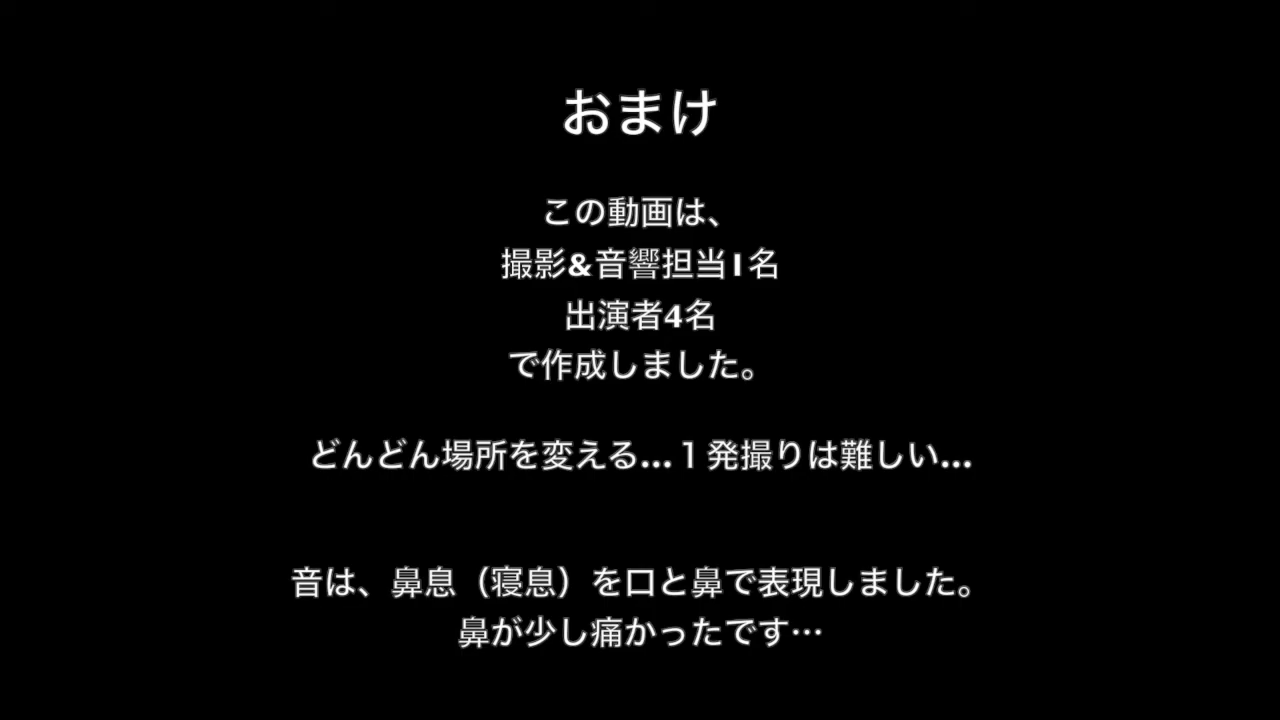 おまけ
この動画は、
撮影&音響担当1名
出演者4名
で作成しました。
どんどん場所を変える...１発撮りは難しい...
音は、鼻息（寝息）を口と鼻で表現しました。
鼻が少し痛かったです…